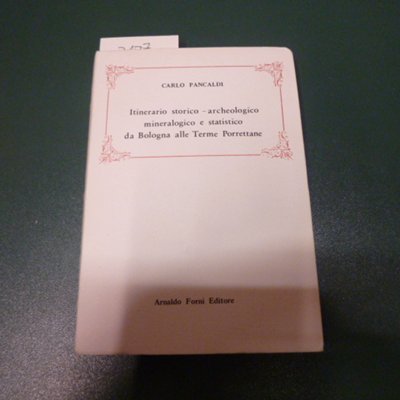 CARLO PANCALDI
Itinerario storico - archeologico
mineralogico e statistico
da Bologna alle Terme Porrettane
Arnaldo Forni Editore